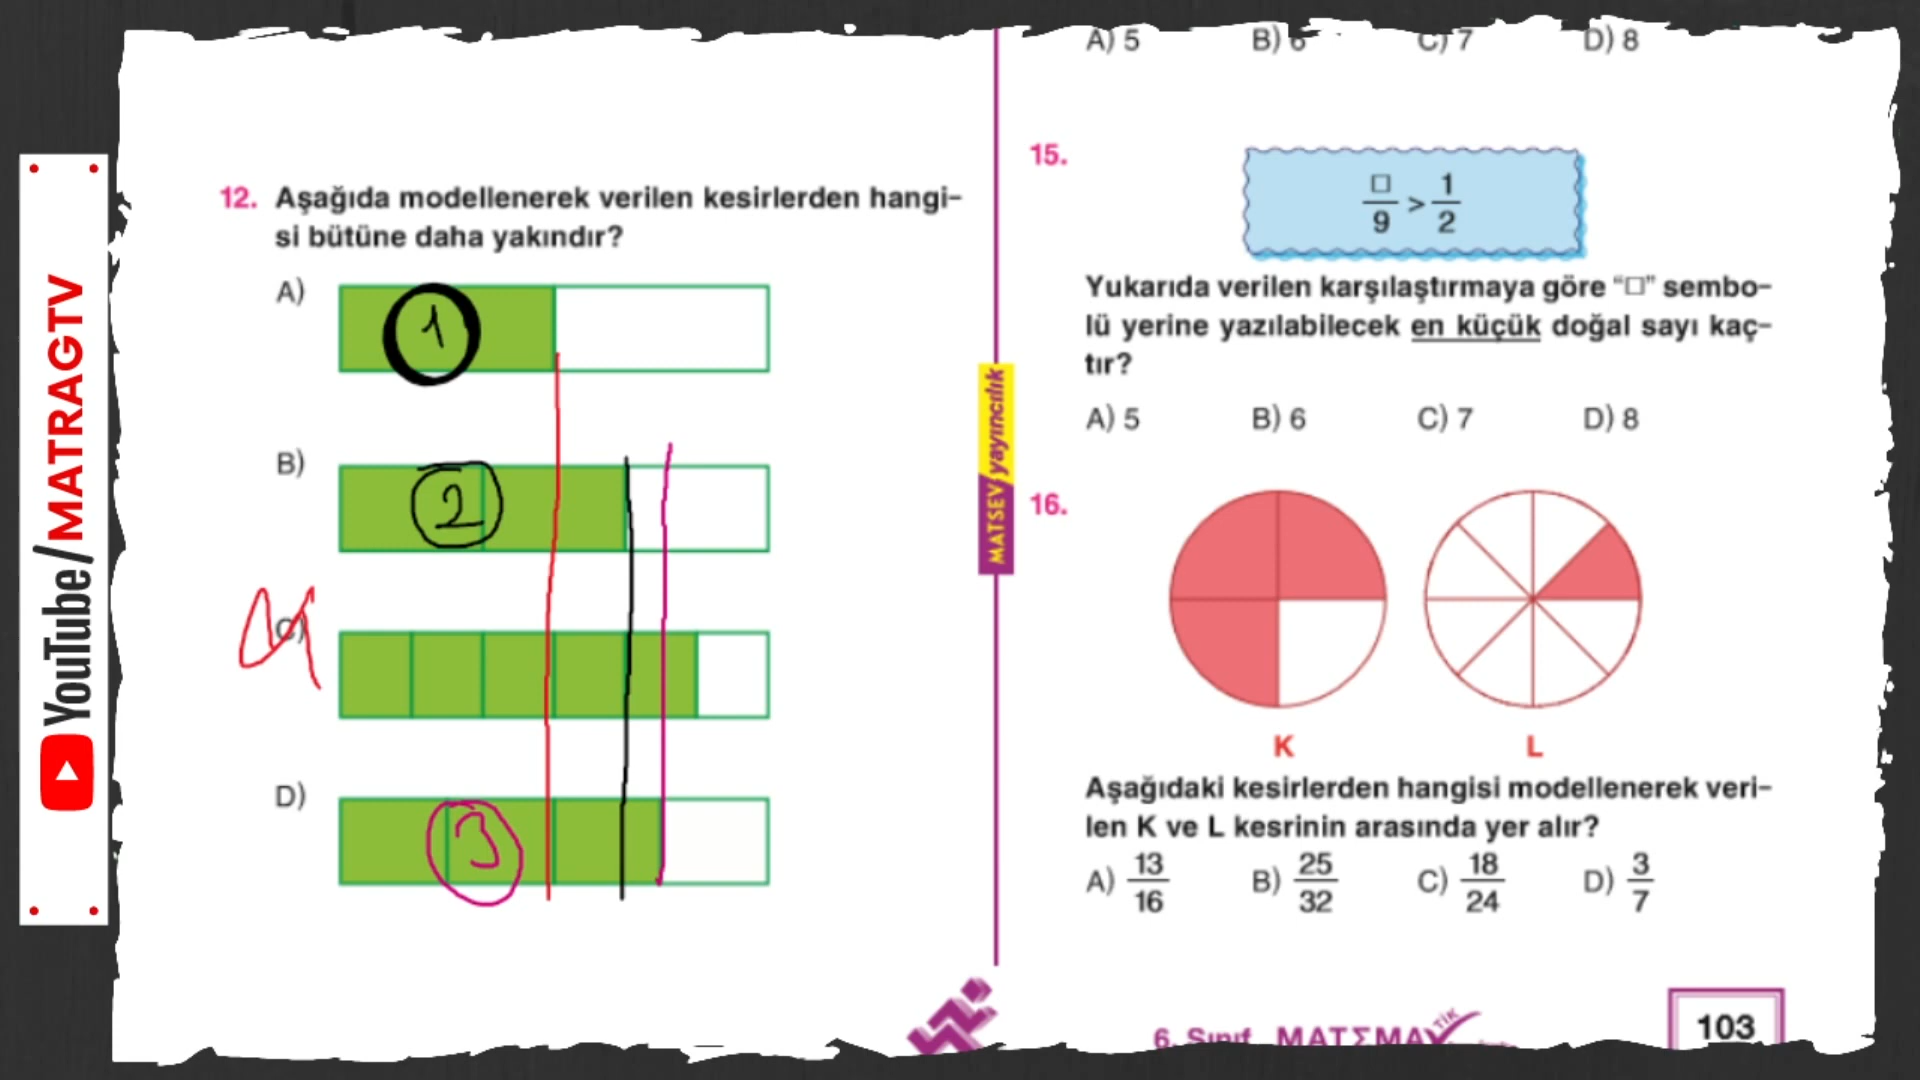 YouTube/MATRAGTV
12. Aşağıda modellenerek verilen kesirlerden hangi-
si bütüne daha yakındır?
A) 1
B) 2
C)
D) 3
MATSEV yayıncılık
A) 5 B) 6 C) 7 D) 8
15.
□/9 > 1/2
Yukarıda verilen karşılaştırmaya göre “□” sembo-
lü yerine yazılabilecek en küçük doğal sayı kaç-
tır?
A) 5 B) 6 C) 7 D) 8
16.
K L
Aşağıdaki kesirlerden hangisi modellenerek veri-
len K ve L kesrinin arasında yer alır?
A) 13/16 B) 25/32 C) 18/24 D) 3/7
6. Sınıf MATΣMATİK
103